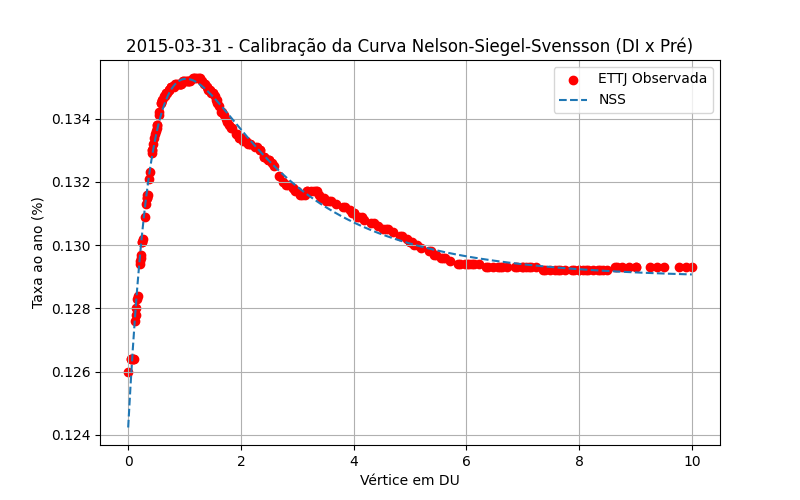 2015-03-31 - Calibração da Curva Nelson-Siegel-Svensson (DI x Pré)
ETTJ Observada
NSS
Taxa ao ano (%)
0.134
0.132
0.130
0.128
0.126
0.124
0
2
4
6
8
10
Vértice em DU